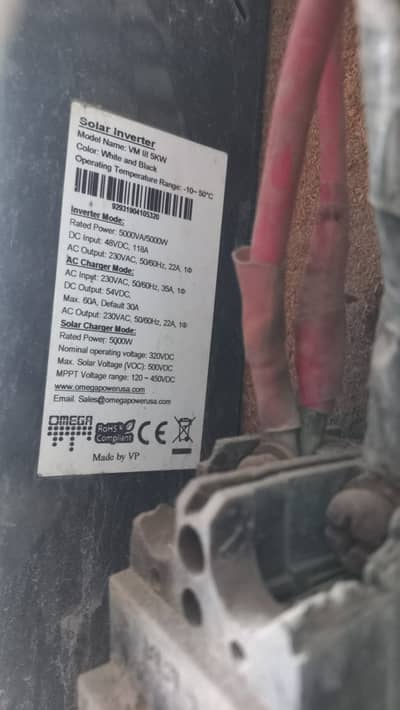 Solar Inverter
Model Name: VM III 5KW
Color: White and Black
Operating Temperature Range: -10~ 50°C
92931904105320
Inverter Mode:
Rated Power: 5000VA/5000W
DC Input: 48VDC, 118A
AC Output: 230VAC, 50/60HZ, 22A, 1Φ
AC Charger Mode:
AC Input: 230VAC, 50/60HZ, 35A, 1Φ
DC Output: 54VDC,
Max. 60A, Default 30A
AC Output: 230VAC, 50/60HZ, 22A, 1Φ
Solar Charger Mode:
Rated Power: 5000W
Nominal operating voltage: 320VDC
Max. Solar Voltage (VOC): 500VDC
MPPT Voltage range: 120 ~ 450VDC
www.omegapowerusa.com
Email. Sales@omegapowerusa.com
OMEGA RoHS Compliant CE
Made by VP